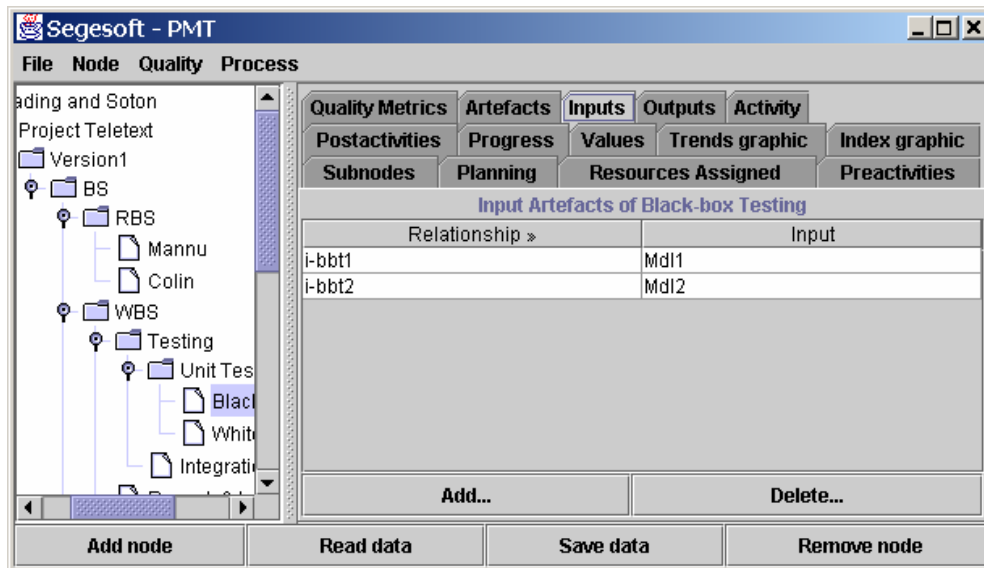 Segesoft - PMT
File Node Quality Process
ading and Soton
Project Teletext
Version1
BS
RBS
Mannu
Colin
WBS
Testing
Unit Tes
Blac
Whit
Integrati
Quality Metrics Artefacts Inputs Outputs Activity
Postactivities Progress Values Trends graphic Index graphic
Subnodes Planning Resources Assigned Preactivities
Input Artefacts of Black-box Testing
Relationship » Input
i-bbt1 Mdl1
i-bbt2 Mdl2
Add... Delete...
Add node Read data Save data Remove node